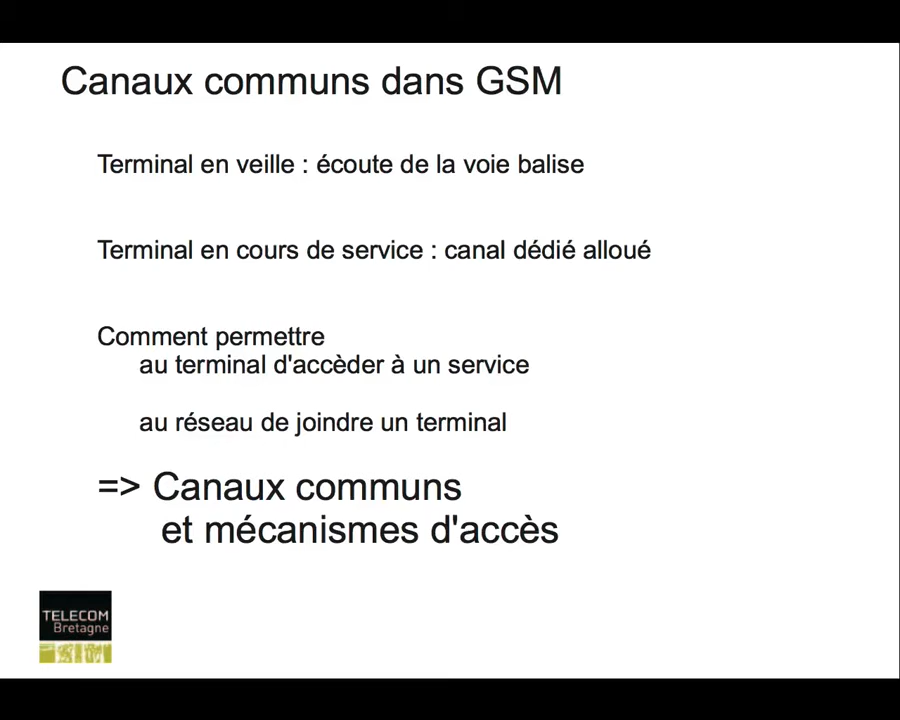 Canaux communs dans GSM
Terminal en veille : écoute de la voie balise
Terminal en cours de service : canal dédié alloué
Comment permettre
au terminal d'accèder à un service
au réseau de joindre un terminal
=> Canaux communs
et mécanismes d'accès
TELECOM
Bretagne